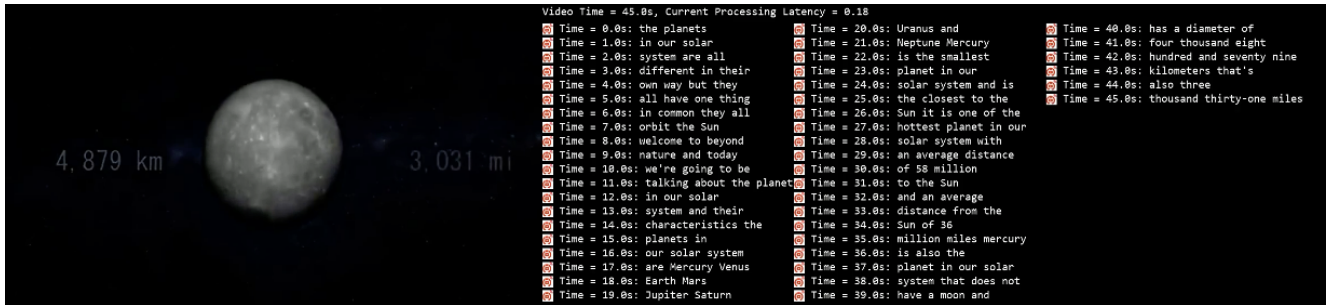 4,879 km
3,031 mi
Video Time = 45.0s, Current Processing Latency = 0.18
Time = 0.0s: the planets
Time = 1.0s: in our solar
Time = 2.0s: system are all
Time = 3.0s: different in their
Time = 4.0s: own way but they
Time = 5.0s: all have one thing
Time = 6.0s: in common they all
Time = 7.0s: orbit the Sun
Time = 8.0s: welcome to beyond
Time = 9.0s: nature and today
Time = 10.0s: we're going to be
Time = 11.0s: talking about the planet
Time = 12.0s: in our solar
Time = 13.0s: system and their
Time = 14.0s: characteristics the
Time = 15.0s: planets in
Time = 16.0s: our solar system
Time = 17.0s: are Mercury Venus
Time = 18.0s: Earth Mars
Time = 19.0s: Jupiter Saturn
Time = 20.0s: Uranus and
Time = 21.0s: Neptune Mercury
Time = 22.0s: is the smallest
Time = 23.0s: planet in our
Time = 24.0s: solar system and is
Time = 25.0s: the closest to the
Time = 26.0s: Sun it is one of the
Time = 27.0s: hottest planet in our
Time = 28.0s: solar system with
Time = 29.0s: an average distance
Time = 30.0s: of 58 million
Time = 31.0s: to the Sun
Time = 32.0s: and an average
Time = 33.0s: distance from the
Time = 34.0s: Sun of 36
Time = 35.0s: million miles mercury
Time = 36.0s: is also the
Time = 37.0s: planet in our solar
Time = 38.0s: system that does not
Time = 39.0s: have a moon and
Time = 40.0s: has a diameter of
Time = 41.0s: four thousand eight
Time = 42.0s: hundred and seventy nine
Time = 43.0s: kilometers that's
Time = 44.0s: also three
Time = 45.0s: thousand thirty-one miles